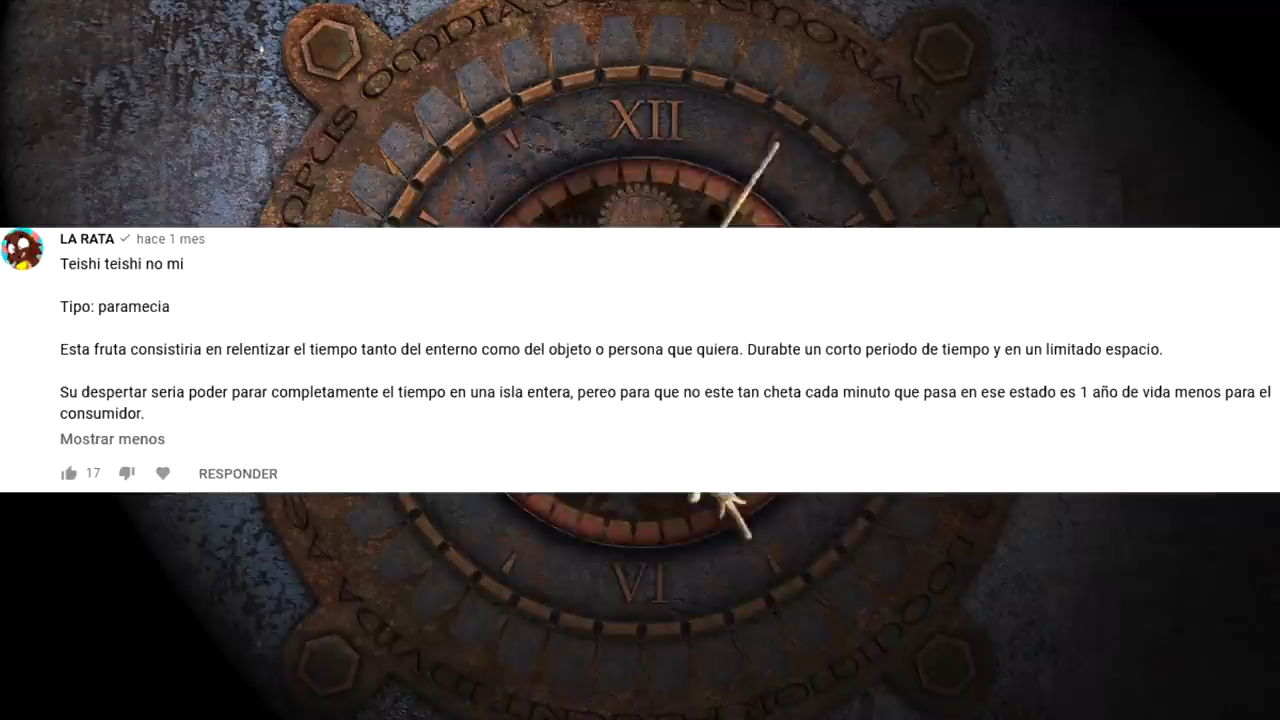 OPUS OMNIA
MEMORIAS
XII
LA RATA hace 1 mes
Teishi teishi no mi
Tipo: paramecia
Esta fruta consistiria en relentizar el tiempo tanto del enterno como del objeto o persona que quiera. Durabte un corto periodo de tiempo y en un limitado espacio.
Su despertar seria poder parar completamente el tiempo en una isla entera, pereo para que no este tan cheta cada minuto que pasa en ese estado es 1 año de vida menos para el
consumidor.
Mostrar menos
17 RESPONDER
VI